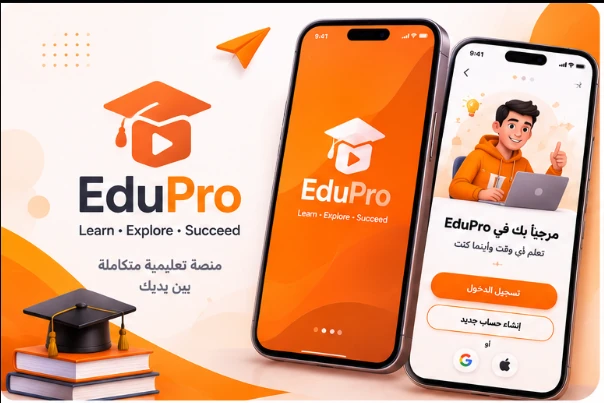 EduPro
Learn • Explore • Succeed
منصة تعليمية متكاملة
بين يديك
9:41
EduPro
Learn • Explore • Succeed
9:41
مرحباً بك في EduPro
تعلم في أي وقت وأينما كنت
تسجيل الدخول
إنشاء حساب جديد
أو
G